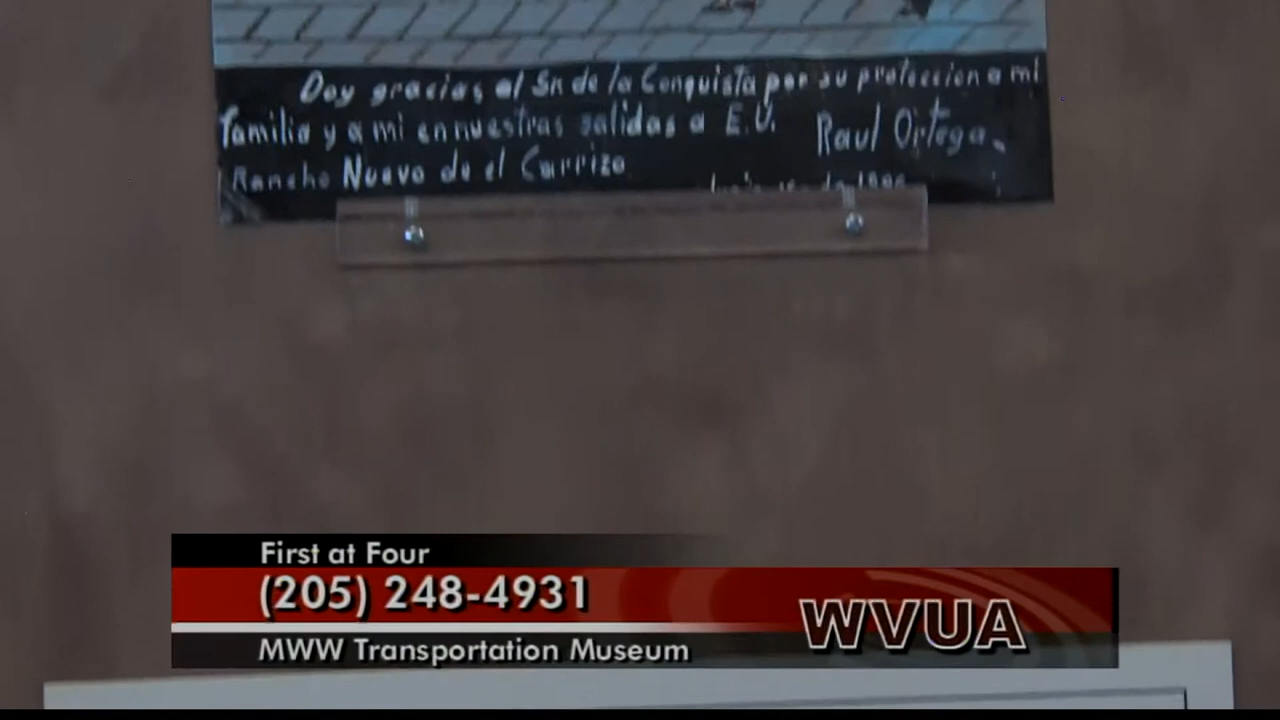 Doy gracias al Sn de la Conquista por su proteccion a mi
familia y a mi en nuestras salidas a E.U. Raul Ortega.
Rancho Nuevo de el Carrizo
First at Four
(205) 248-4931
WVUA
MWW Transportation Museum